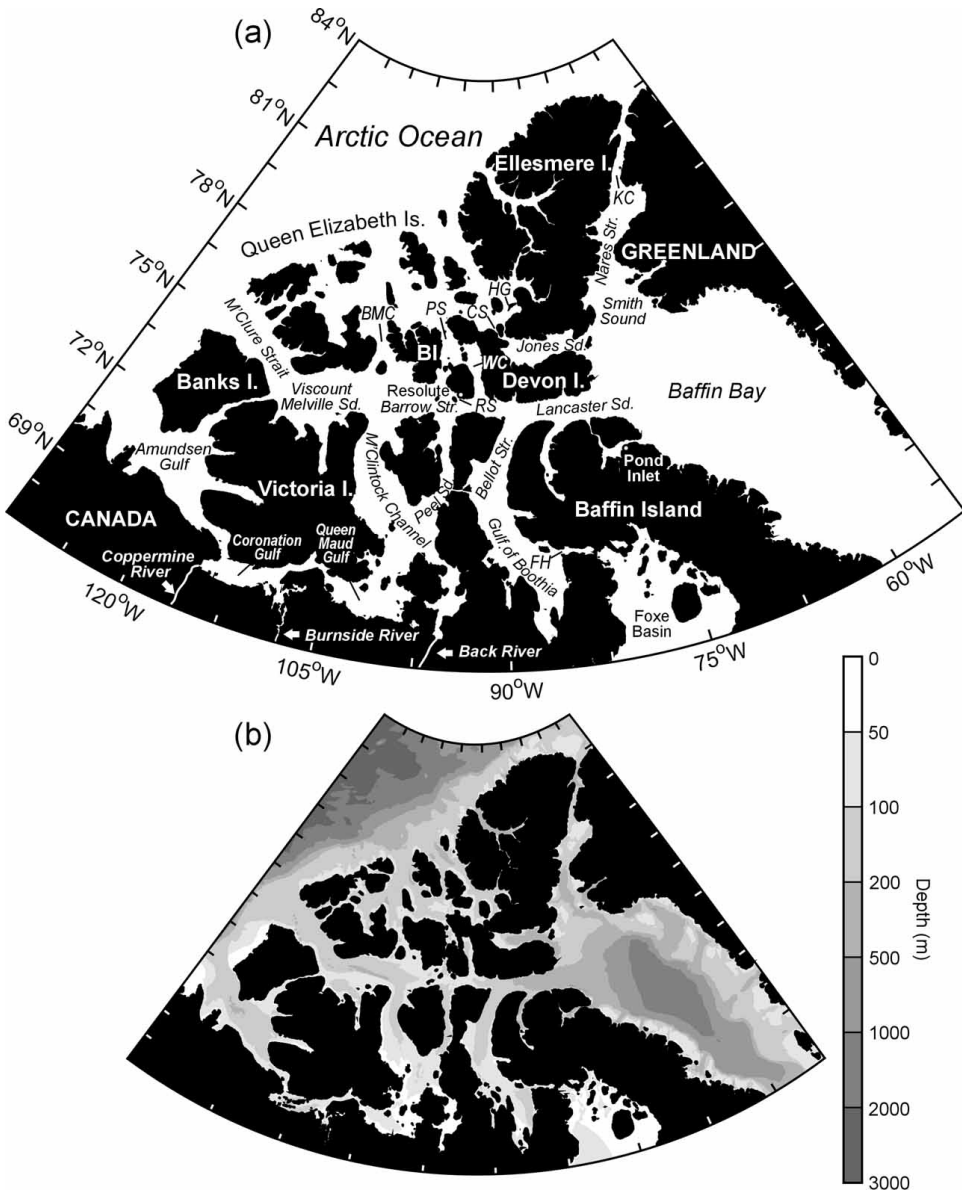 (a)
84°N
81°N
78°N
75°N
72°N
69°N
Arctic Ocean
Ellesmere I.
KC
Queen Elizabeth Is.
Nares Str.
GREENLAND
HG
Smith
Sound
BMC
PS
CS
M'Clure Strait
BI
WC
Jones Sd.
Banks I.
Viscount
Melville Sd.
Resolute
Barrow Str.
RS
Devon I.
Lancaster Sd.
Baffin Bay
Amundsen
Gulf
Victoria I.
M'Clintock Channel
Peel Sd.
Bellot Str.
Pond
Inlet
Baffin Island
CANADA
Coronation
Gulf
Queen
Maud
Gulf
Gulf of Boothia
FH
Coppermine
River
Foxe
Basin
Burnside River
Back River
120°W
105°W
90°W
75°W
60°W
(b)
0
50
100
200
500
1000
2000
3000
Depth (m)